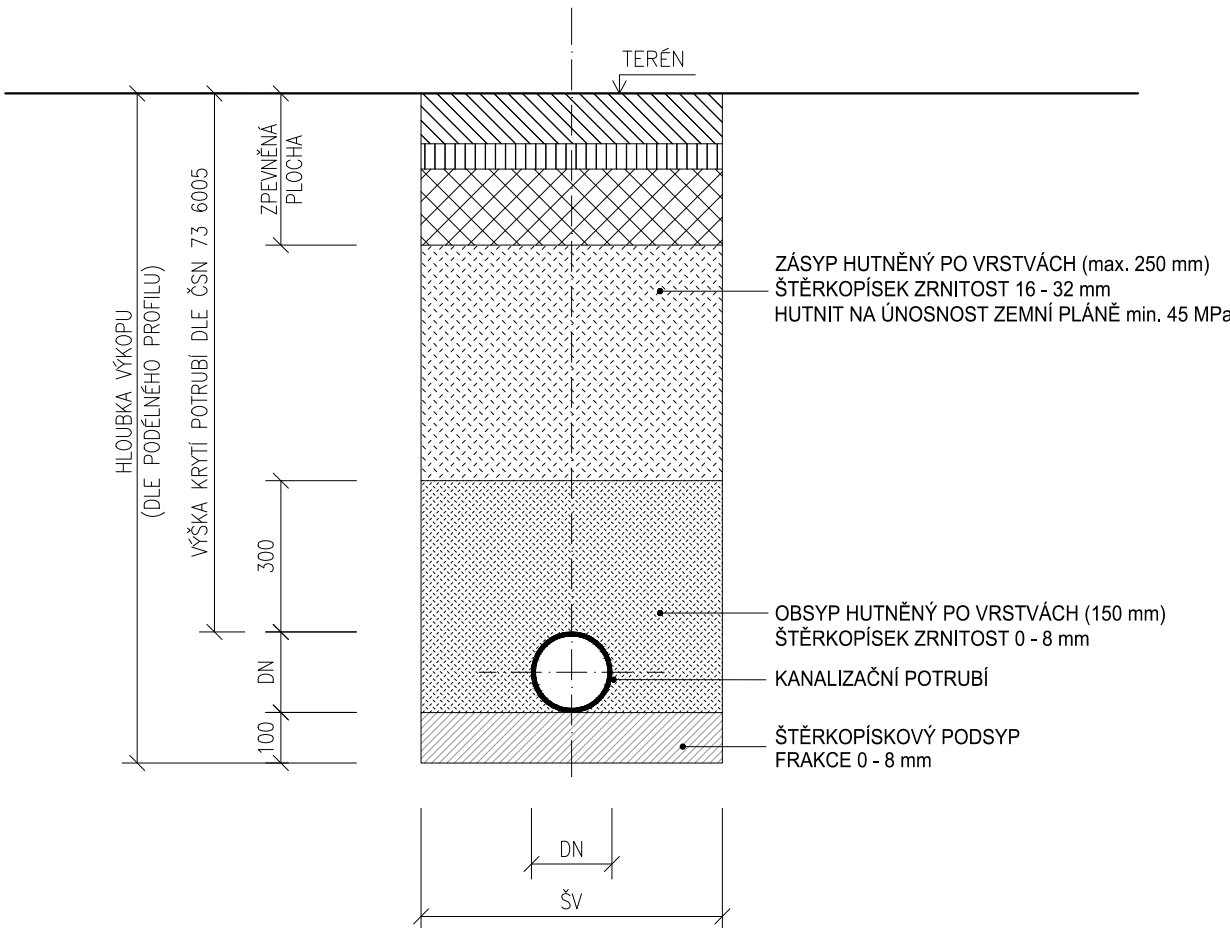 TERÉN
ZPEVNĚNÁ
PLOCHA
HLOUBKA VÝKOPU
(DLE PODÉLNÉHO PROFILU)
VÝŠKA KRYTÍ POTRUBÍ DLE ČSN 73 6005
ZÁSYP HUTNĚNÝ PO VRSTVÁCH (max. 250 mm)
ŠTĚRKOPÍSEK ZRNITOST 16 - 32 mm
HUTNIT NA ÚNOSNOST ZEMNÍ PLÁNĚ min. 45 MPa
300
OBSYP HUTNĚNÝ PO VRSTVÁCH (150 mm)
ŠTĚRKOPÍSEK ZRNITOST 0 - 8 mm
DN
KANALIZAČNÍ POTRUBÍ
100
ŠTĚRKOPÍSKOVÝ PODSYP
FRAKCE 0 - 8 mm
DN
ŠV